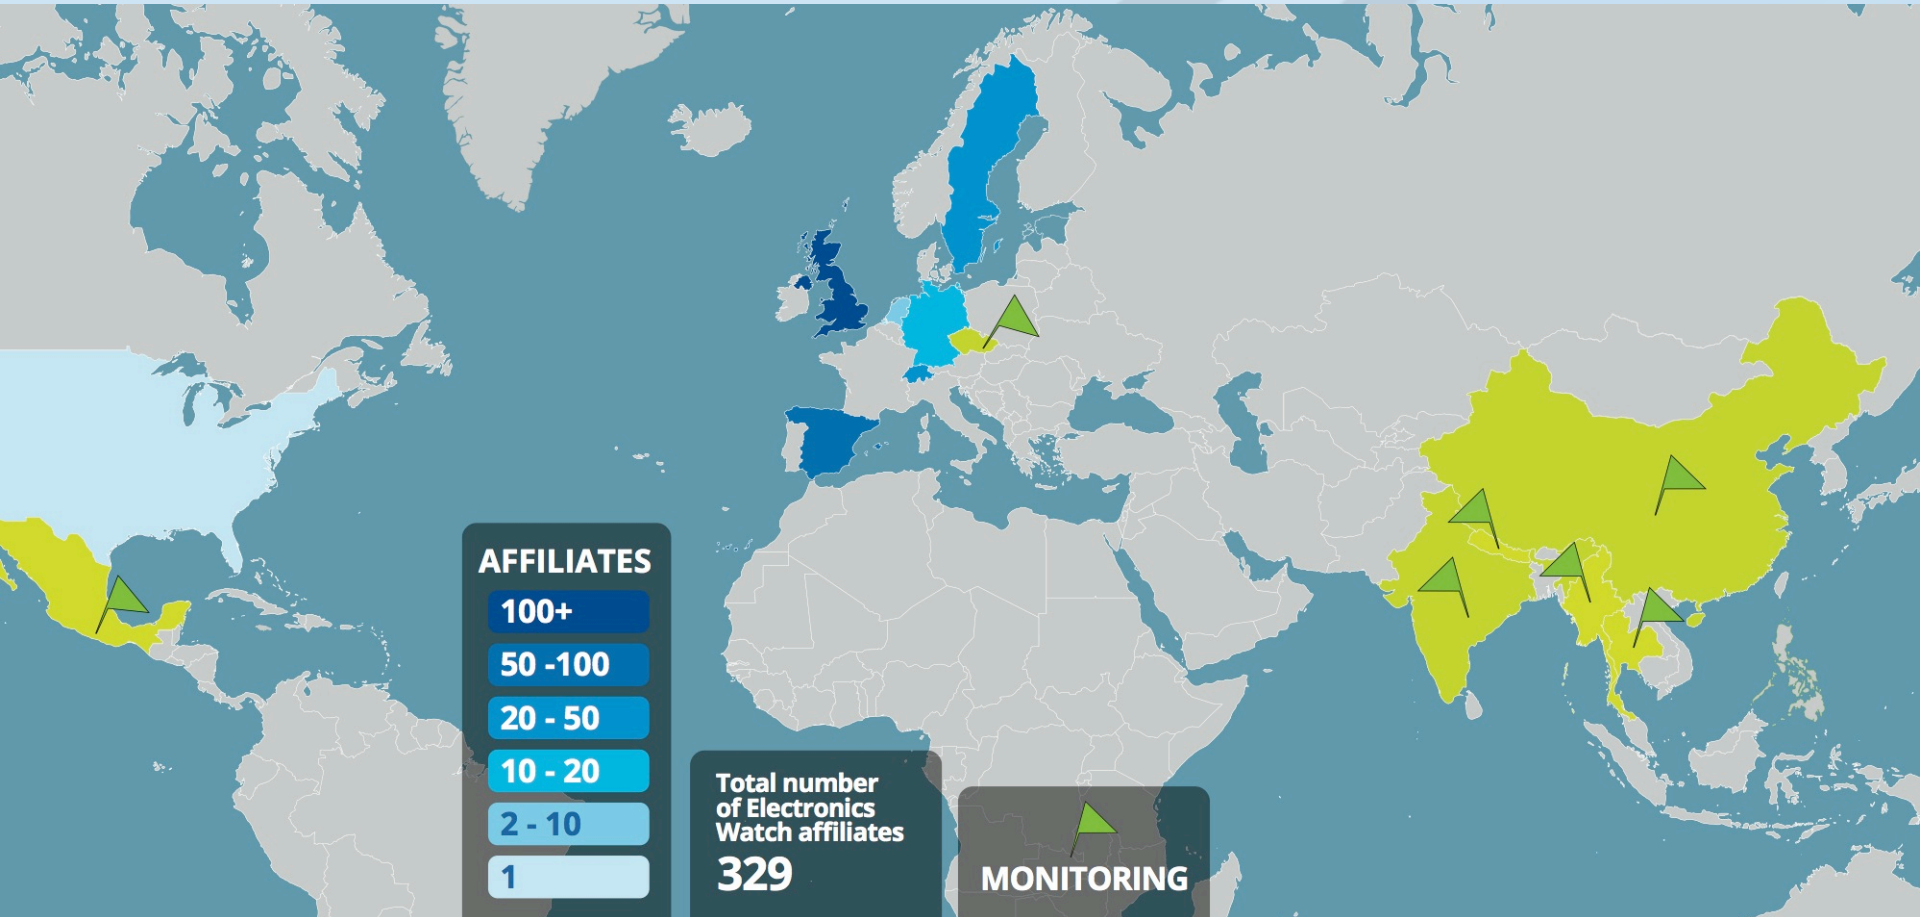 AFFILIATES
100+
50 -100
20 - 50
10 - 20
2 - 10
1
Total number
of Electronics
Watch affiliates
329
MONITORING